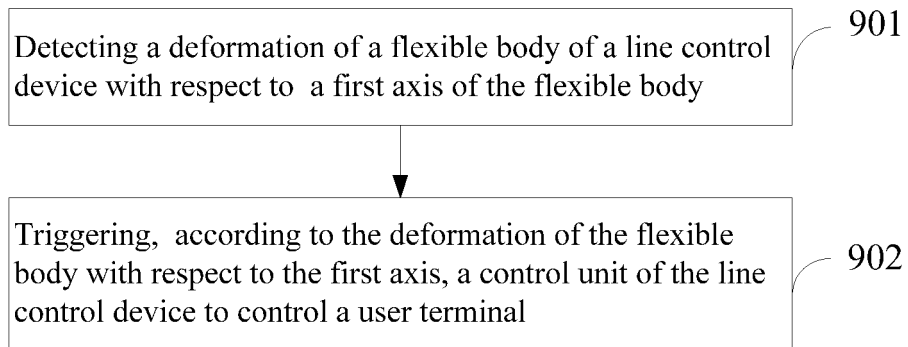 901
Detecting a deformation of a flexible body of a line control
device with respect to a first axis of the flexible body
902
Triggering, according to the deformation of the flexible
body with respect to the first axis, a control unit of the line
control device to control a user terminal